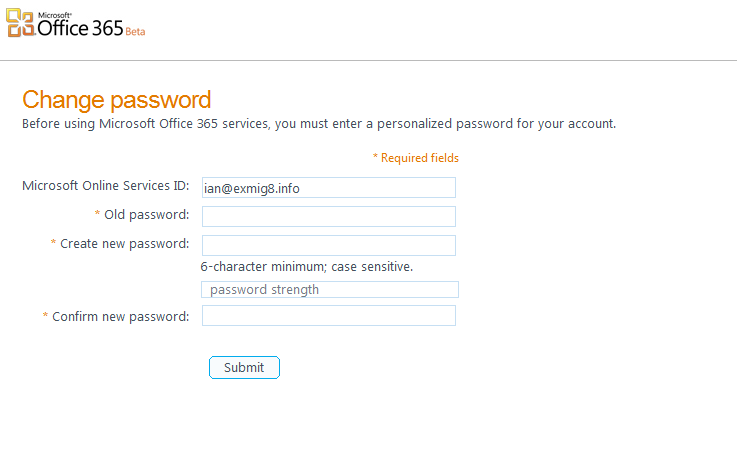 Microsoft®
Office 365 Beta
Change password
Before using Microsoft Office 365 services, you must enter a personalized password for your account.
* Required fields
Microsoft Online Services ID: ian@exmig8.info
* Old password:
* Create new password:
6-character minimum; case sensitive.
password strength
* Confirm new password:
Submit